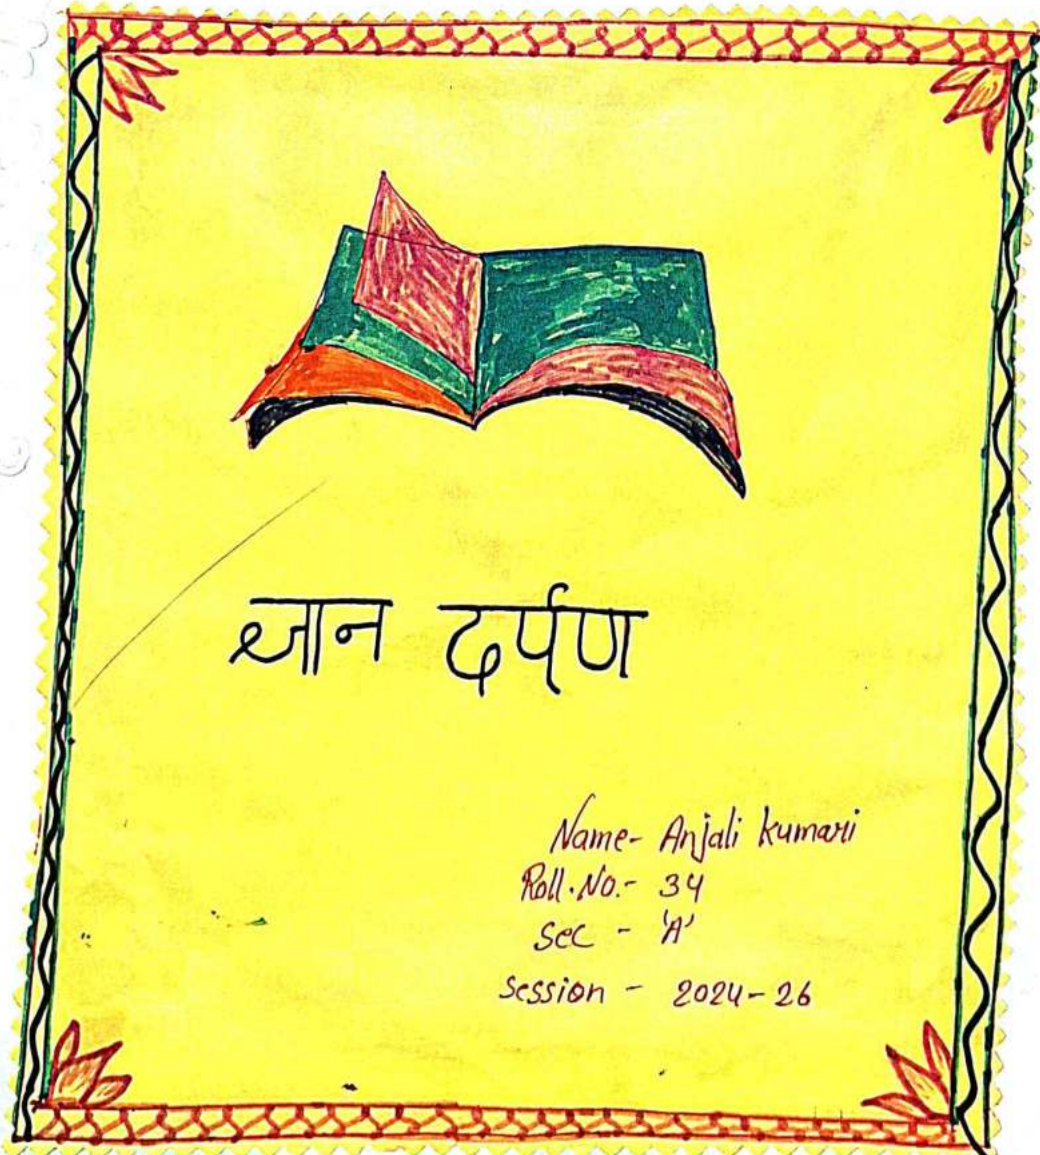 ज्ञान दर्पण
Name- Anjali kumari
Roll.No.- 34
Sec - 'A'
Session - 2024-26